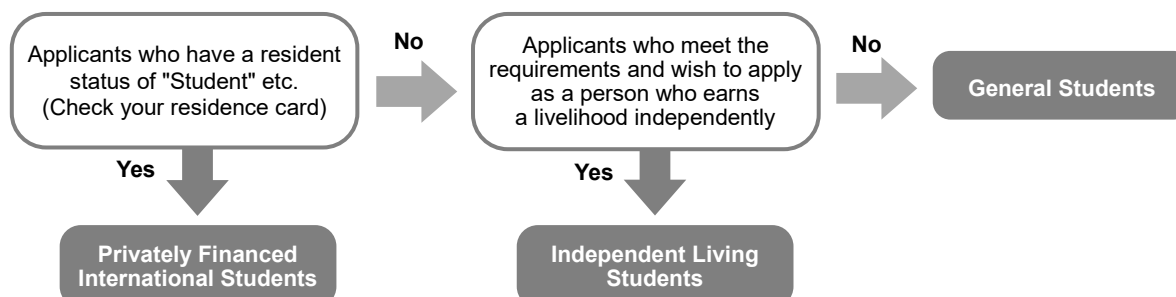 Applicants who have a resident
status of "Student" etc.
(Check your residence card)
No
Applicants who meet the
requirements and wish to apply
as a person who earns
a livelihood independently
No
General Students
Yes
Yes
Privately Financed
International Students
Independent Living
Students